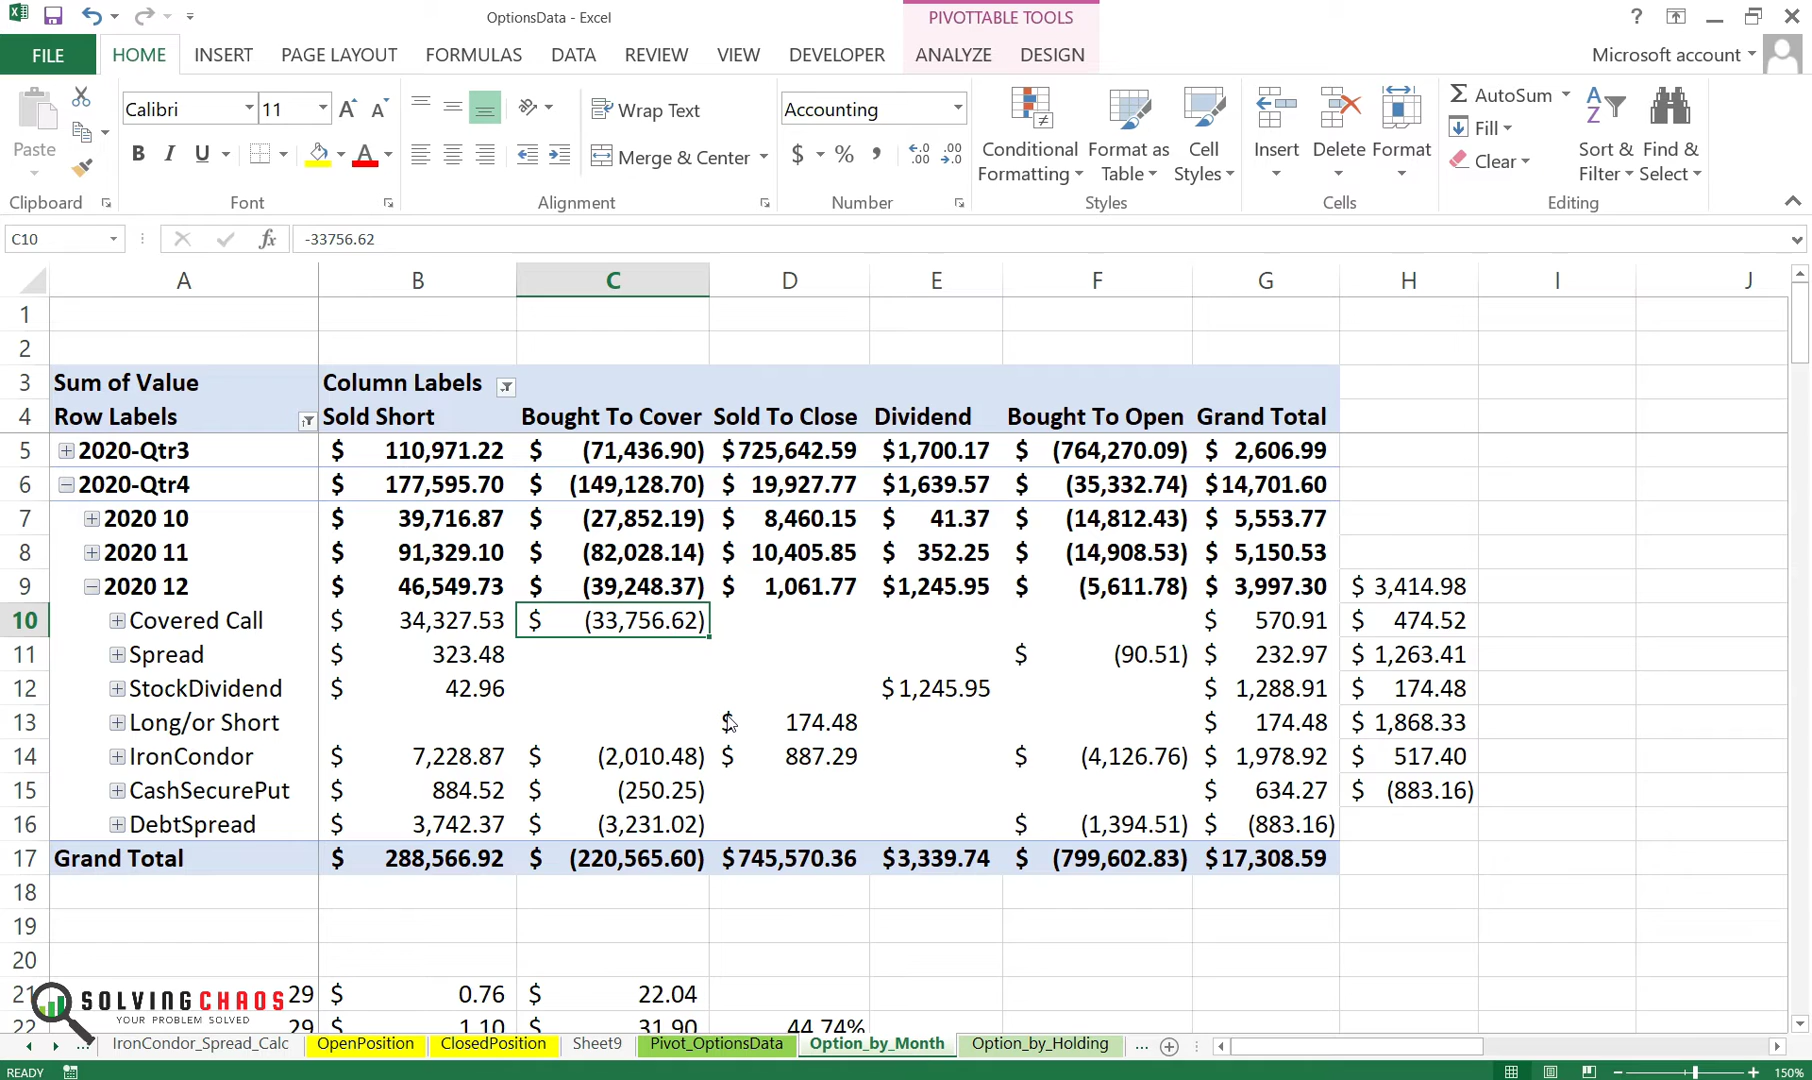 OptionsData - Excel
PIVOTTABLE TOOLS
?
FILE HOME INSERT PAGE LAYOUT FORMULAS DATA REVIEW VIEW DEVELOPER ANALYZE DESIGN Microsoft account
Paste
Calibri 11 A A
B I U A
Wrap Text
Merge & Center
Accounting
$ % , .00 .00
Conditional Formatting
Format as Table
Cell Styles
Insert Delete Format
AutoSum
Fill
Clear
Sort & Filter
Find & Select
Clipboard Font Alignment Number Styles Cells Editing
C10 fx -33756.62
A B C D E F G H I J
1
2
3 Sum of Value Column Labels
4 Row Labels Sold Short Bought To Cover Sold To Close Dividend Bought To Open Grand Total
5 2020-Qtr3 $ 110,971.22 $ (71,436.90) $725,642.59 $1,700.17 $ (764,270.09) $ 2,606.99
6 2020-Qtr4 $ 177,595.70 $ (149,128.70) $ 19,927.77 $1,639.57 $ (35,332.74) $14,701.60
7 2020 10 $ 39,716.87 $ (27,852.19) $ 8,460.15 $ 41.37 $ (14,812.43) $ 5,553.77
8 2020 11 $ 91,329.10 $ (82,028.14) $ 10,405.85 $ 352.25 $ (14,908.53) $ 5,150.53
9 2020 12 $ 46,549.73 $ (39,248.37) $ 1,061.77 $1,245.95 $ (5,611.78) $ 3,997.30 $ 3,414.98
10 Covered Call $ 34,327.53 $ (33,756.62) $ 570.91 $ 474.52
11 Spread $ 323.48 $ (90.51) $ 232.97 $ 1,263.41
12 StockDividend $ 42.96 $1,245.95 $ 1,288.91 $ 174.48
13 Long/or Short $ 174.48 $ 174.48 $ 1,868.33
14 IronCondor $ 7,228.87 $ (2,010.48) $ 887.29 $ (4,126.76) $ 1,978.92 $ 517.40
15 CashSecurePut $ 884.52 $ (250.25) $ 634.27 $ (883.16)
16 DebtSpread $ 3,742.37 $ (3,231.02) $ (1,394.51) $ (883.16)
17 Grand Total $ 288,566.92 $ (220,565.60) $745,570.36 $3,339.74 $ (799,602.83) $17,308.59
18
19
20
21 29 $ 0.76 $ 22.04
22 29 $ 1.10 $ 31.90 44.74%
SOLVINGCHAOS
YOUR PROBLEM SOLVED
... IronCondor_Spread_Calc OpenPosition ClosedPosition Sheet9 Pivot_OptionsData Option_by_Month Option_by_Holding ...
READY 150%